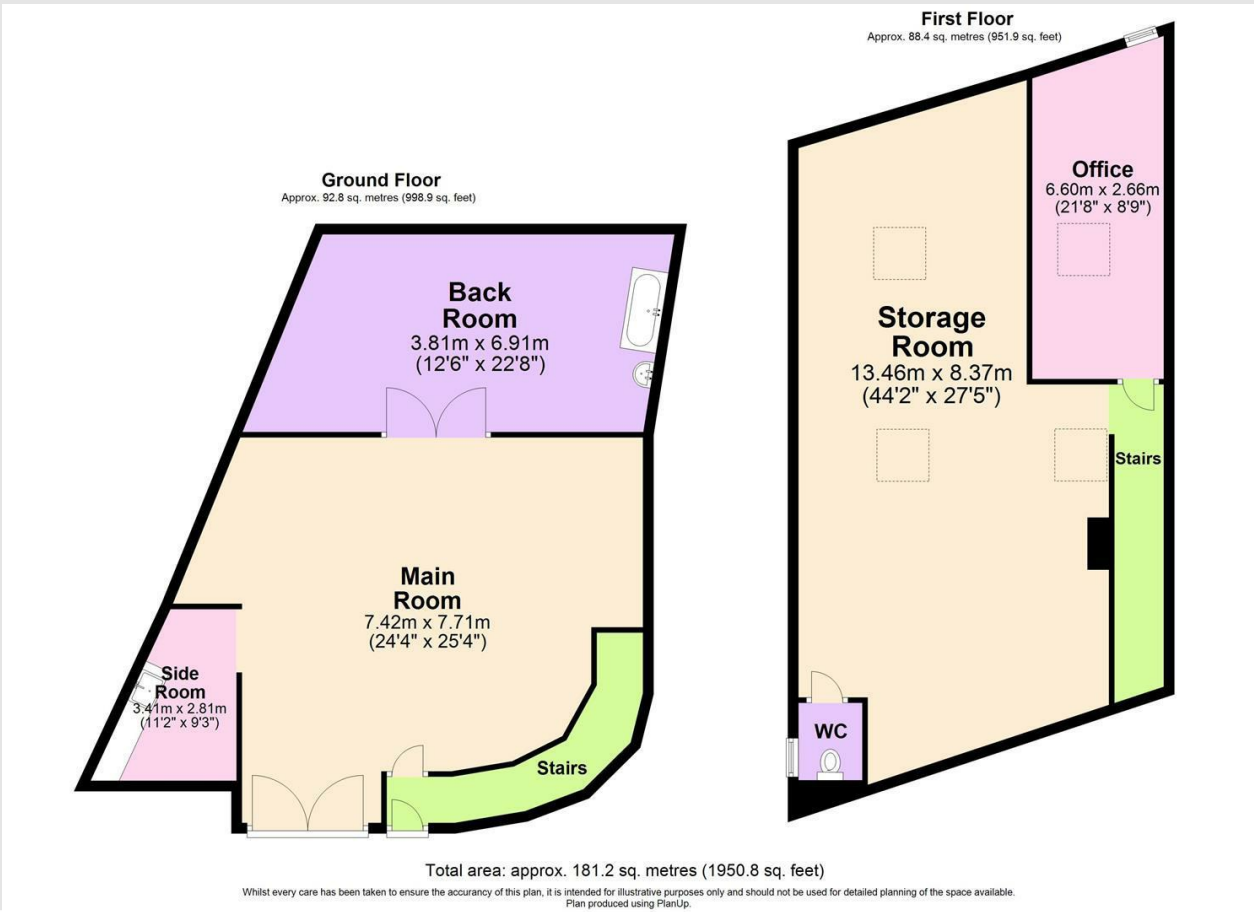 First Floor
Approx. 88.4 sq. metres (951.9 sq. feet)
Office
6.60m x 2.66m
(21'8" x 8'9")
Storage
Room
13.46m x 8.37m
(44'2" x 27'5")
Stairs
WC
Ground Floor
Approx. 92.8 sq. metres (998.9 sq. feet)
Back
Room
3.81m x 6.91m
(12'6" x 22'8")
Main
Room
7.42m x 7.71m
(24'4" x 25'4")
Side
Room
3.41m x 2.81m
(11'2" x 9'3")
Stairs
Total area: approx. 181.2 sq. metres (1950.8 sq. feet)
Whilst every care has been taken to ensure the accurancy of this plan, it is intended for illustrative purposes only and should not be used for detailed planning of the space available.
Plan produced using PlanUp.